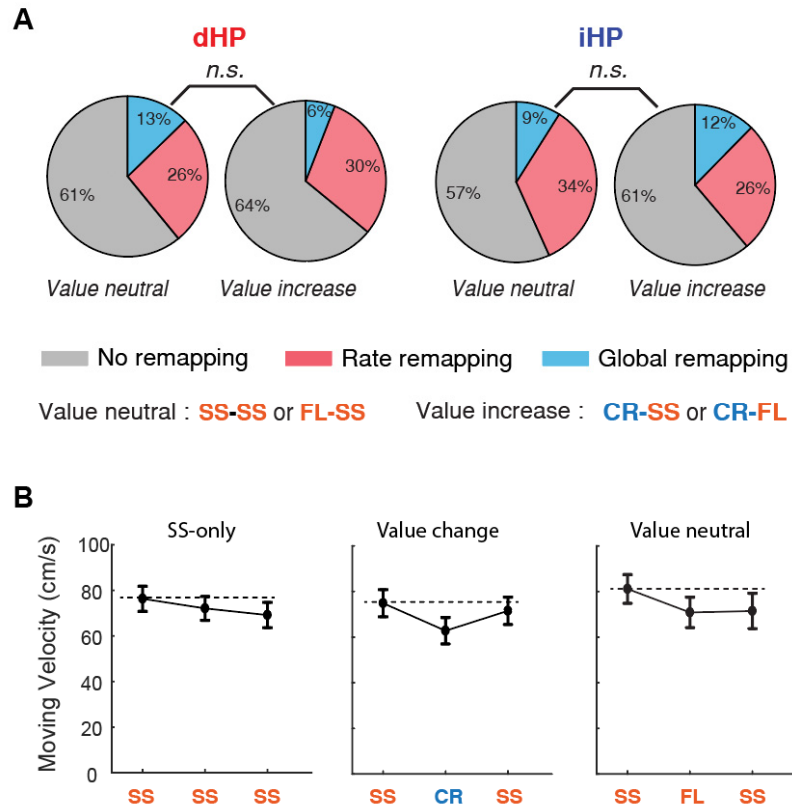 A
dHP
iHP
n.s.
n.s.
13%
26%
61%
6%
30%
64%
9%
34%
57%
12%
26%
61%
Value neutral
Value increase
Value neutral
Value increase
No remapping
Rate remapping
Global remapping
Value neutral : SS-SS or FL-SS
Value increase : CR-SS or CR-FL
B
SS-only
Value change
Value neutral
Moving Velocity (cm/s)
100
80
60
40
20
0
SS SS SS
SS CR SS
SS FL SS